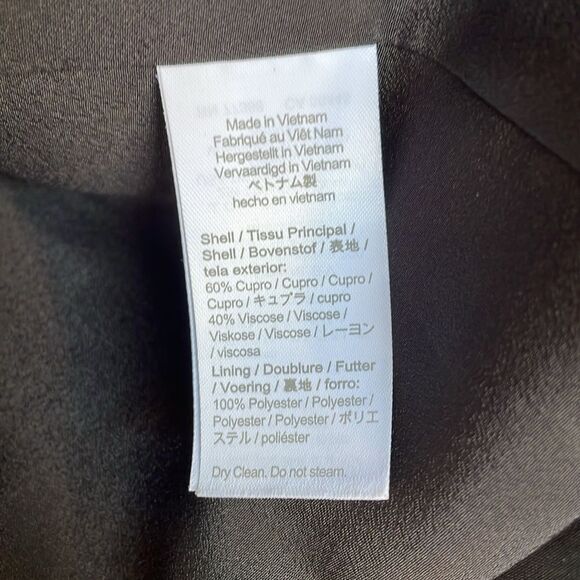 Made in Vietnam
Fabriqué au Viêt Nam
Hergestellt in Vietnam
Vervaardigd in Vietnam
ベトナム製
hecho en vietnam
Shell / Tissu Principal /
Shell / Bovenstof / 表地 /
tela exterior:
60% Cupro / Cupro / Cupro /
Cupro / キュプラ / cupro
40% Viscose / Viscose /
Viskose / Viscose / レーヨン
/ viscosa
Lining / Doublure / Futter
/ Voering / 裏地 / forro:
100% Polyester / Polyester /
Polyester / Polyester / ポリエ
ステル / poliéster
Dry Clean. Do not steam.